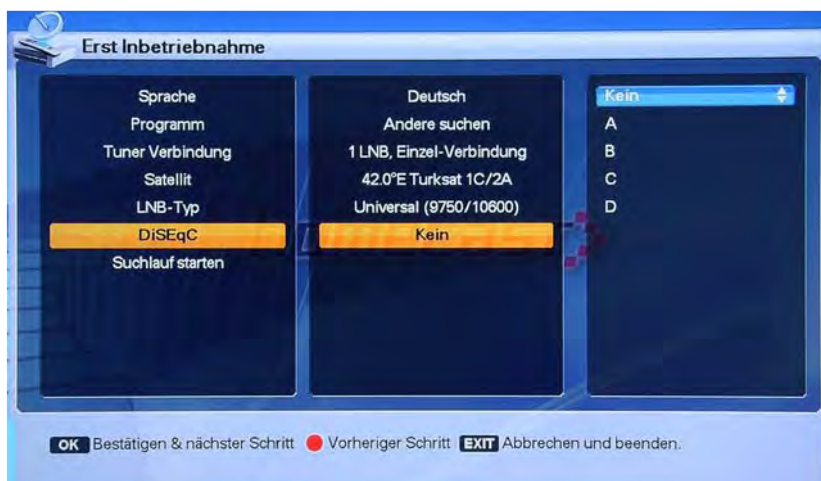 Erst Inbetriebnahme
Sprache Deutsch Kein
Programm Andere suchen A
Tuner Verbindung 1 LNB, Einzel-Verbindung B
Satellit 42.0°E Turksat 1C/2A C
LNB-Typ Universal (9750/10600) D
DiSEqC Kein
Suchlauf starten
OK Bestätigen & nächster Schritt Vorheriger Schritt EXIT Abbrechen und beenden.